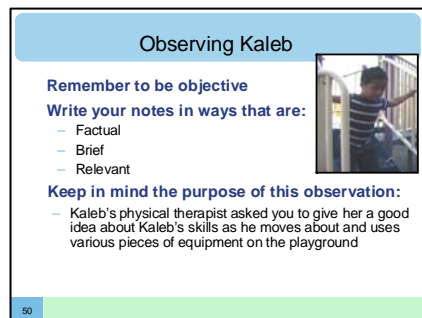 Observing Kaleb
Remember to be objective
Write your notes in ways that are:
– Factual
– Brief
– Relevant
Keep in mind the purpose of this observation:
– Kaleb's physical therapist asked you to give her a good
idea about Kaleb's skills as he moves about and uses
various pieces of equipment on the playground
50